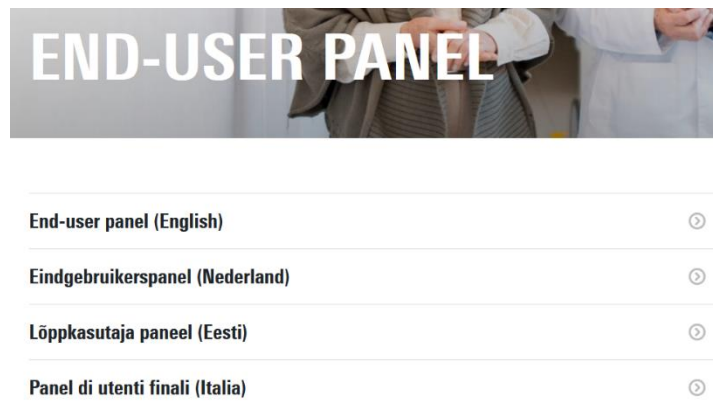 END-USER PANEL
End-user panel (English)
Eindgebruikerspanel (Nederland)
Lõppkasutaja paneel (Eesti)
Panel di utenti finali (Italia)